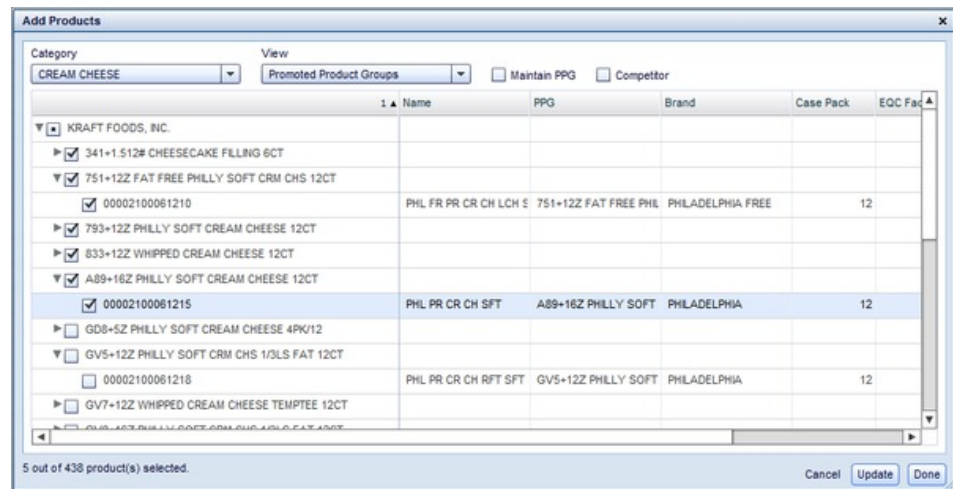 Add Products x
Category View
CREAM CHEESE Promoted Product Groups Maintain PPG Competitor
1 Name PPG Brand Case Pack EQC Fac
KRAFT FOODS, INC.
341+1.512# CHEESECAKE FILLING 6CT
751+12Z FAT FREE PHILLY SOFT CRM CHS 12CT
00002100061210 PHL FR PR CR CH LCH S 751+12Z FAT FREE PHIL PHILADELPHIA FREE 12
793+12Z PHILLY SOFT CREAM CHEESE 12CT
833+12Z WHIPPED CREAM CHEESE 12CT
A89+16Z PHILLY SOFT CREAM CHEESE 12CT
00002100061215 PHL PR CR CH SFT A89+16Z PHILLY SOFT PHILADELPHIA 12
GD8+5Z PHILLY SOFT CREAM CHEESE 4PK/12
GV5+12Z PHILLY SOFT CRM CHS 1/3LS FAT 12CT
00002100061218 PHL PR CR CH RFT SFT GV5+12Z PHILLY SOFT PHILADELPHIA 12
GV7+12Z WHIPPED CREAM CHEESE TEMPTEE 12CT
5 out of 438 product(s) selected.
Cancel Update Done